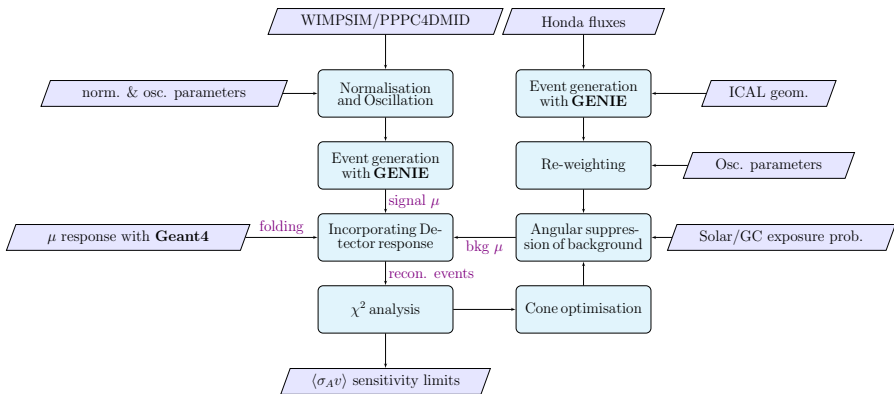 WIMPSIM/PPPC4DMID
Honda fluxes
norm. & osc. parameters
Normalisation
and Oscillation
Event generation
with GENIE
ICAL geom.
Event generation
with GENIE
Re-weighting
Osc. parameters
signal μ
μ response with Geant4
folding
Incorporating De-
tector response
bkg μ
Angular suppres-
sion of background
Solar/GC exposure prob.
recon. events
χ² analysis
Cone optimisation
⟨σ_A v⟩ sensitivity limits